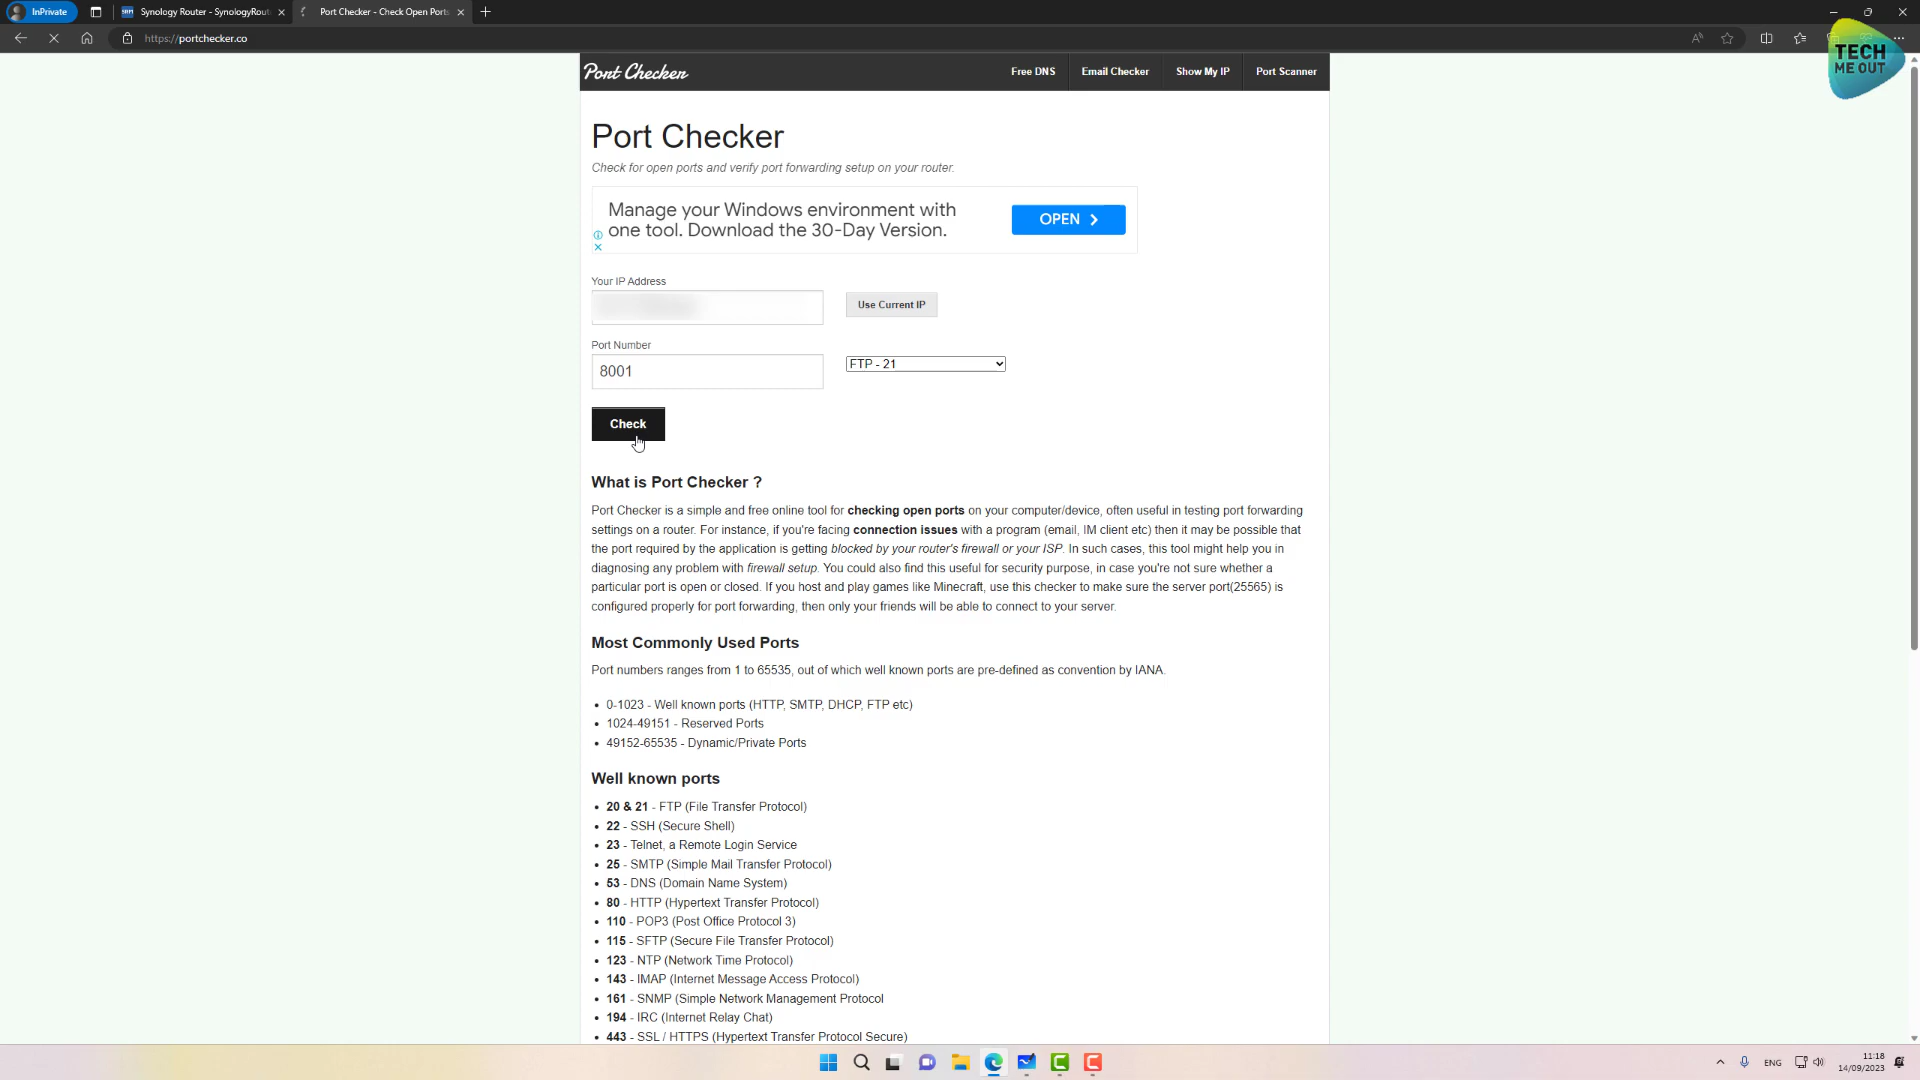 InPrivate
Synology Router - SynologyRout
Port Checker - Check Open Ports
https://portchecker.co
TECH
ME OUT
Port Checker
Free DNS
Email Checker
Show My IP
Port Scanner
Port Checker
Check for open ports and verify port forwarding setup on your router.
Manage your Windows environment with
one tool. Download the 30-Day Version.
OPEN
Your IP Address
Use Current IP
Port Number
8001
FTP - 21
Check
What is Port Checker ?
Port Checker is a simple and free online tool for checking open ports on your computer/device, often useful in testing port forwarding
settings on a router. For instance, if you're facing connection issues with a program (email, IM client etc) then it may be possible that
the port required by the application is getting blocked by your router's firewall or your ISP. In such cases, this tool might help you in
diagnosing any problem with firewall setup. You could also find this useful for security purpose, in case you're not sure whether a
particular port is open or closed. If you host and play games like Minecraft, use this checker to make sure the server port(25565) is
configured properly for port forwarding, then only your friends will be able to connect to your server.
Most Commonly Used Ports
Port numbers ranges from 1 to 65535, out of which well known ports are pre-defined as convention by IANA.
• 0-1023 - Well known ports (HTTP, SMTP, DHCP, FTP etc)
• 1024-49151 - Reserved Ports
• 49152-65535 - Dynamic/Private Ports
Well known ports
• 20 & 21 - FTP (File Transfer Protocol)
• 22 - SSH (Secure Shell)
• 23 - Telnet, a Remote Login Service
• 25 - SMTP (Simple Mail Transfer Protocol)
• 53 - DNS (Domain Name System)
• 80 - HTTP (Hypertext Transfer Protocol)
• 110 - POP3 (Post Office Protocol 3)
• 115 - SFTP (Secure File Transfer Protocol)
• 123 - NTP (Network Time Protocol)
• 143 - IMAP (Internet Message Access Protocol)
• 161 - SNMP (Simple Network Management Protocol
• 194 - IRC (Internet Relay Chat)
• 443 - SSL / HTTPS (Hypertext Transfer Protocol Secure)
ENG
11:18
14/09/2023